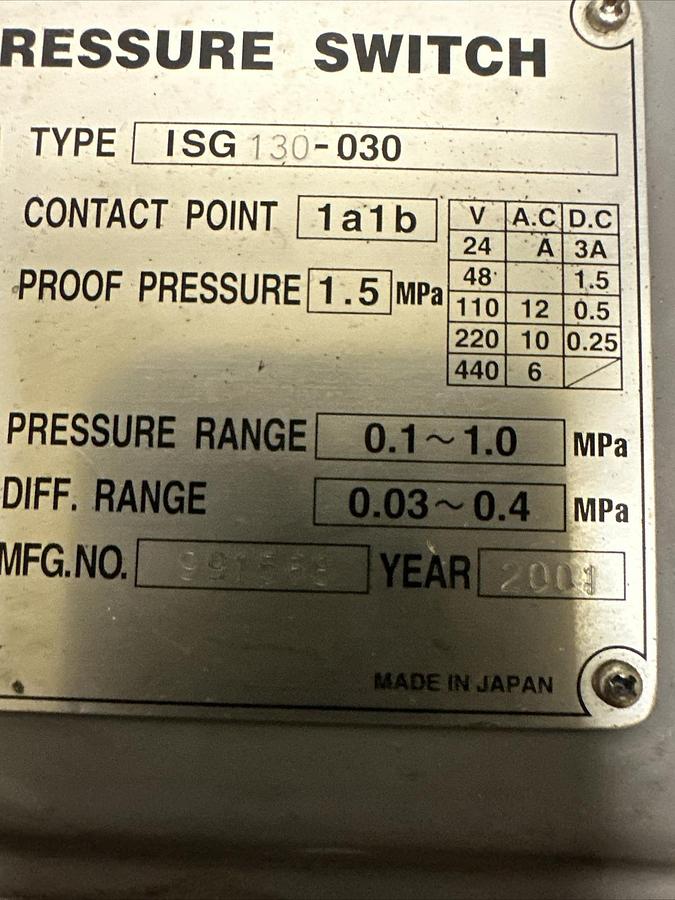 RESSURE SWITCH
TYPE ISG 130-030
CONTACT POINT 1a1b
V A.C D.C
24 A 3A
48 1.5
PROOF PRESSURE 1.5 MPa
110 12 0.5
220 10 0.25
440 6
PRESSURE RANGE 0.1~1.0 MPa
DIFF. RANGE 0.03~0.4 MPa
MFG.NO. YEAR 2001
MADE IN JAPAN